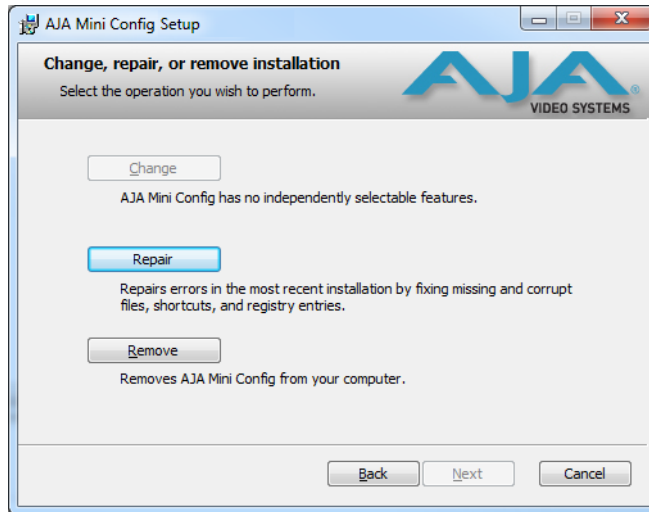 AJA Mini Config Setup
Change, repair, or remove installation
Select the operation you wish to perform.
AJA®
VIDEO SYSTEMS
Change
AJA Mini Config has no independently selectable features.
Repair
Repairs errors in the most recent installation by fixing missing and corrupt
files, shortcuts, and registry entries.
Remove
Removes AJA Mini Config from your computer.
Back
Next
Cancel